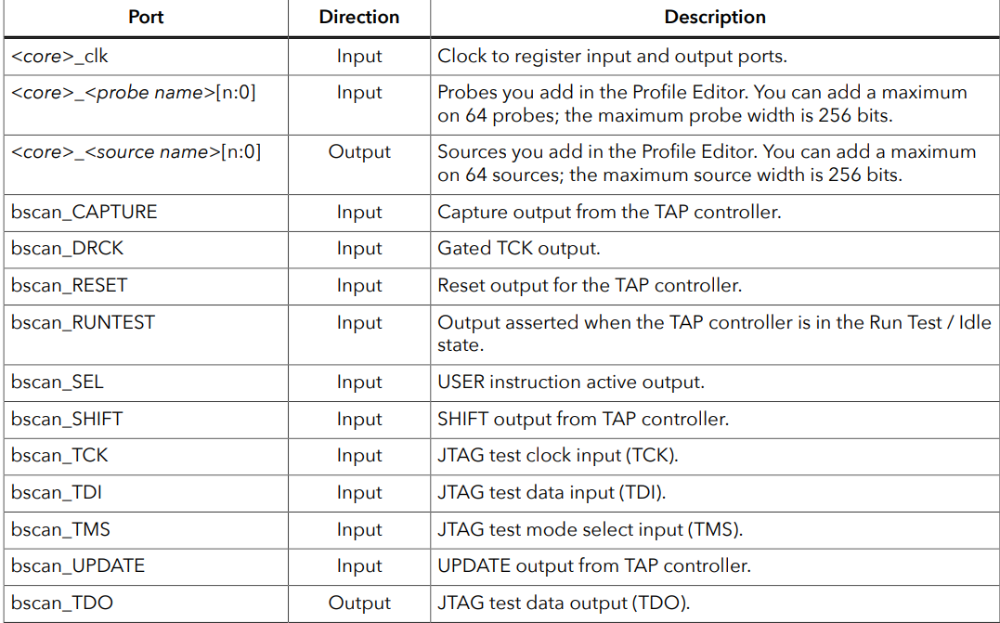 Port Direction Description
<core>_clk Input Clock to register input and output ports.
<core>_<probe name>[n:0] Input Probes you add in the Profile Editor. You can add a maximum
on 64 probes; the maximum probe width is 256 bits.
<core>_<source name>[n:0] Output Sources you add in the Profile Editor. You can add a maximum
on 64 sources; the maximum source width is 256 bits.
bscan_CAPTURE Input Capture output from the TAP controller.
bscan_DRCK Input Gated TCK output.
bscan_RESET Input Reset output for the TAP controller.
bscan_RUNTEST Input Output asserted when the TAP controller is in the Run Test / Idle
state.
bscan_SEL Input USER instruction active output.
bscan_SHIFT Input SHIFT output from TAP controller.
bscan_TCK Input JTAG test clock input (TCK).
bscan_TDI Input JTAG test data input (TDI).
bscan_TMS Input JTAG test mode select input (TMS).
bscan_UPDATE Input UPDATE output from TAP controller.
bscan_TDO Output JTAG test data output (TDO).